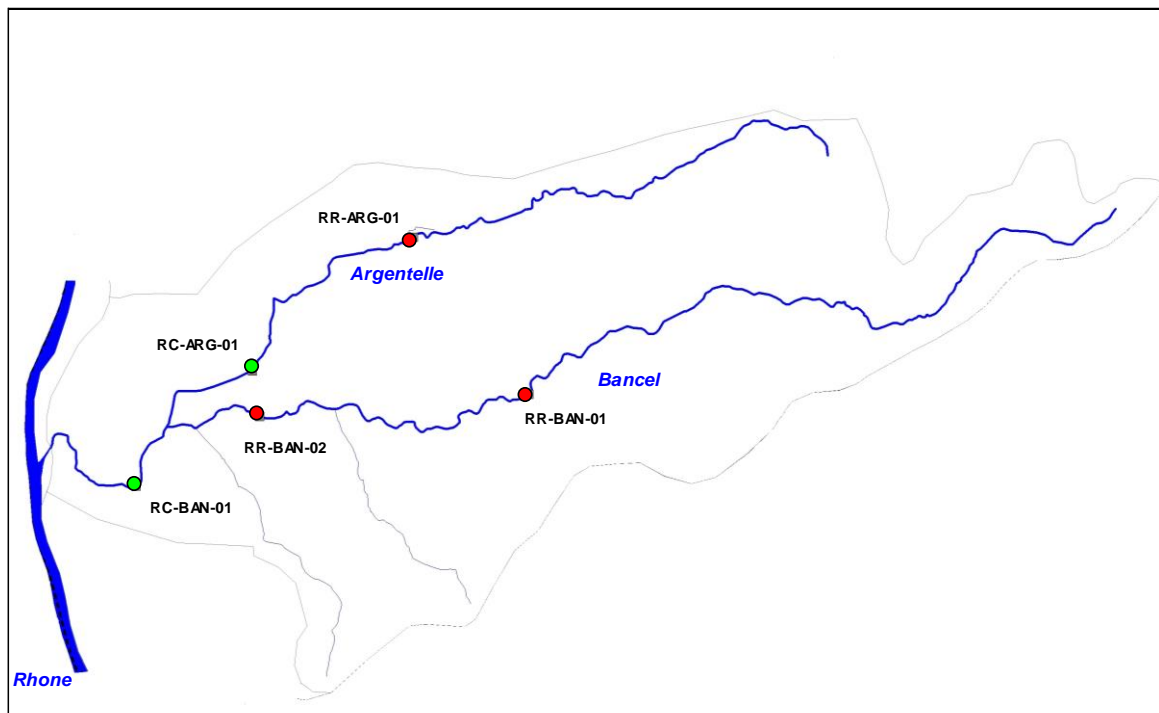 RR-ARG-01
Argentelle
RC-ARG-01
Bancel
RR-BAN-01
RR-BAN-02
RC-BAN-01
Rhone